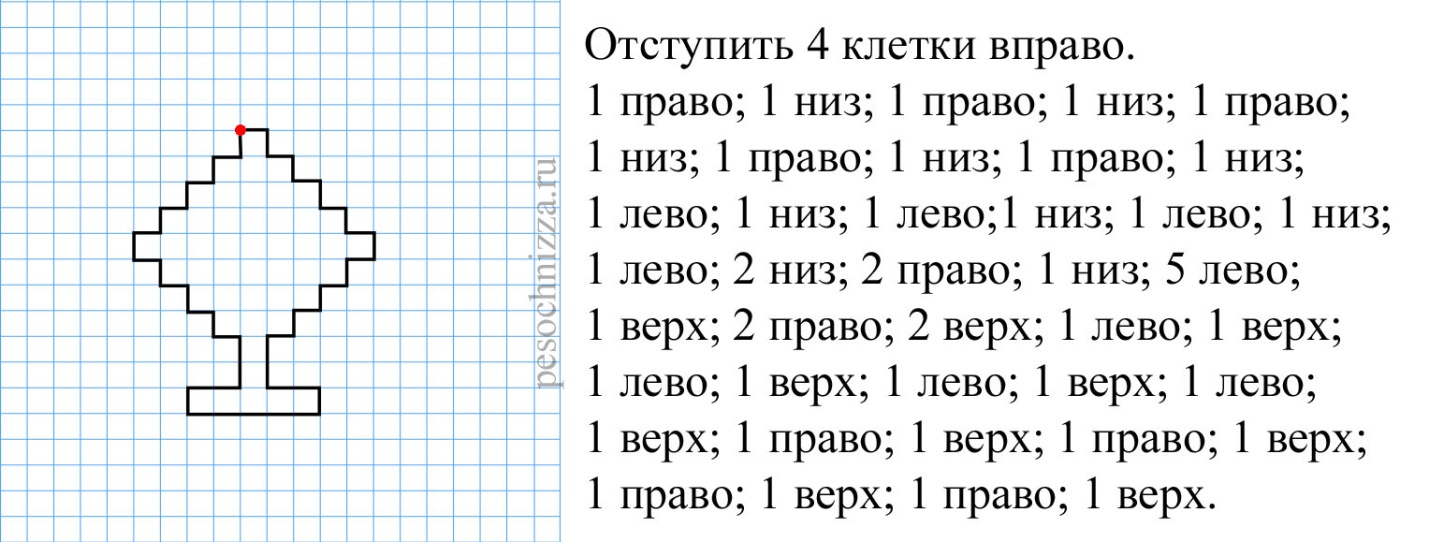 Отступить 4 клетки вправо.
1 право; 1 низ; 1 право; 1 низ; 1 право;
1 низ; 1 право; 1 низ; 1 право; 1 низ;
1 лево; 1 низ; 1 лево;1 низ; 1 лево; 1 низ;
1 лево; 2 низ; 2 право; 1 низ; 5 лево;
1 верх; 2 право; 2 верх; 1 лево; 1 верх;
1 лево; 1 верх; 1 лево; 1 верх; 1 лево;
1 верх; 1 право; 1 верх; 1 право; 1 верх;
1 право; 1 верх; 1 право; 1 верх.
pesochnizza.ru